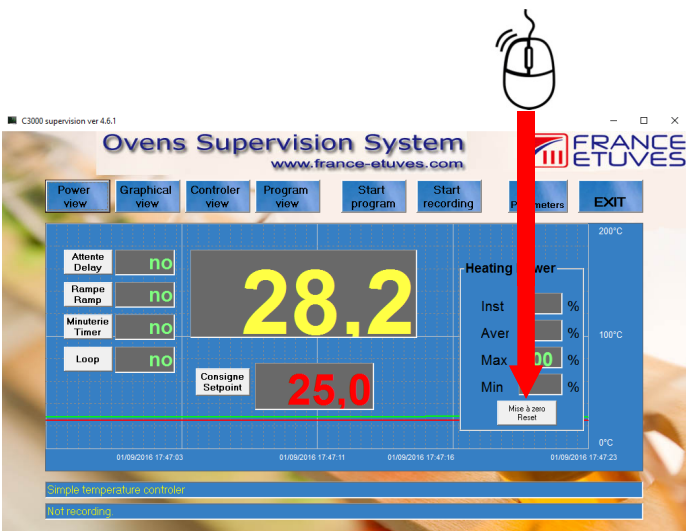 C3000 supervision ver 4.6.1
Ovens Supervision System
www.france-etuves.com
FRANCE
ETUVES
Power
view
Graphical
view
Controler
view
Program
view
Start
program
Start
recording
EXIT
200°C
Attente
Delay
no
Rampe
Ramp
no
Minuterie
Timer
no
Loop
no
28,2
Consigne
Setpoint
25,0
Heating
Inst
%
Aver
%
100°C
Max
%
Min
%
Mise à zero
Reset
0°C
01/09/2016 17:47:03
01/09/2016 17:47:11
01/09/2016 17:47:16
01/09/2016 17:47:23
Simple temperature controler
Not recording.